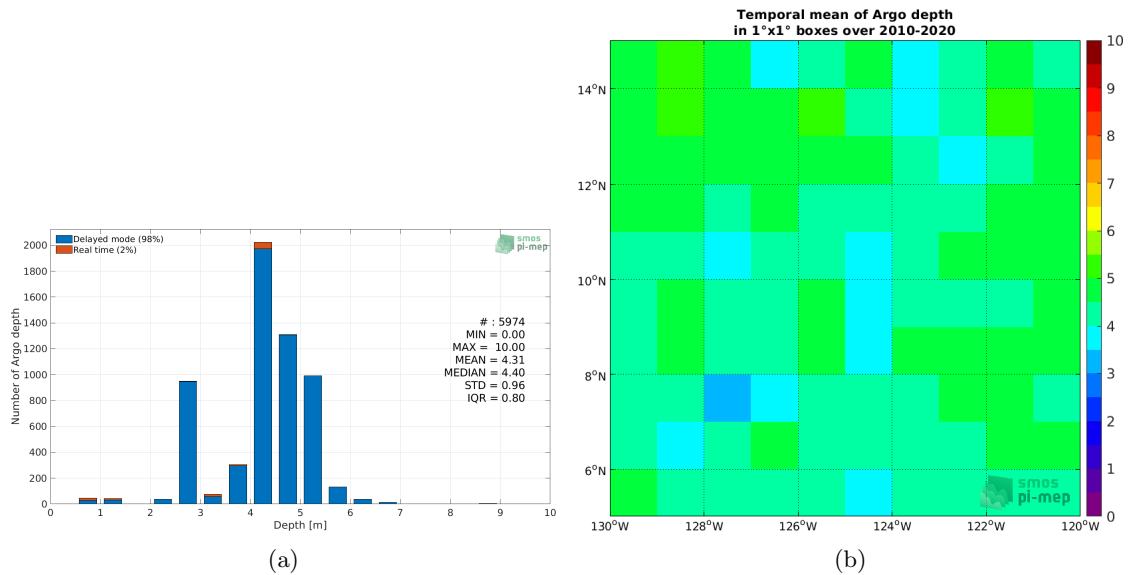 Delayed mode (98%)
Real time (2%)
smos
pi-mep
Number of Argo depth
2000
1800
1600
1400
1200
1000
800
600
400
200
0
# : 5974
MIN = 0.00
MAX = 10.00
MEAN = 4.31
MEDIAN = 4.40
STD = 0.96
IQR = 0.80
0 1 2 3 4 5 6 7 8 9 10
Depth [m]
(a)
Temporal mean of Argo depth
in 1°x1° boxes over 2010-2020
14°N
12°N
10°N
8°N
6°N
130°W 128°W 126°W 124°W 122°W 120°W
smos
pi-mep
10
9
8
7
6
5
4
3
2
1
0
(b)